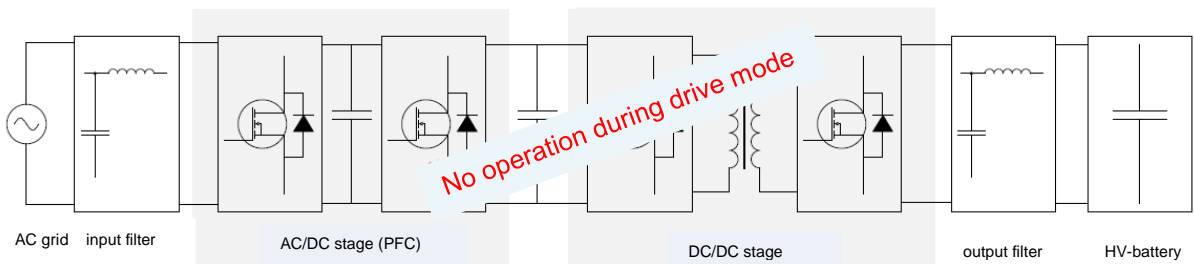 No operation during drive mode
AC grid
input filter
AC/DC stage (PFC)
DC/DC stage
output filter
HV-battery